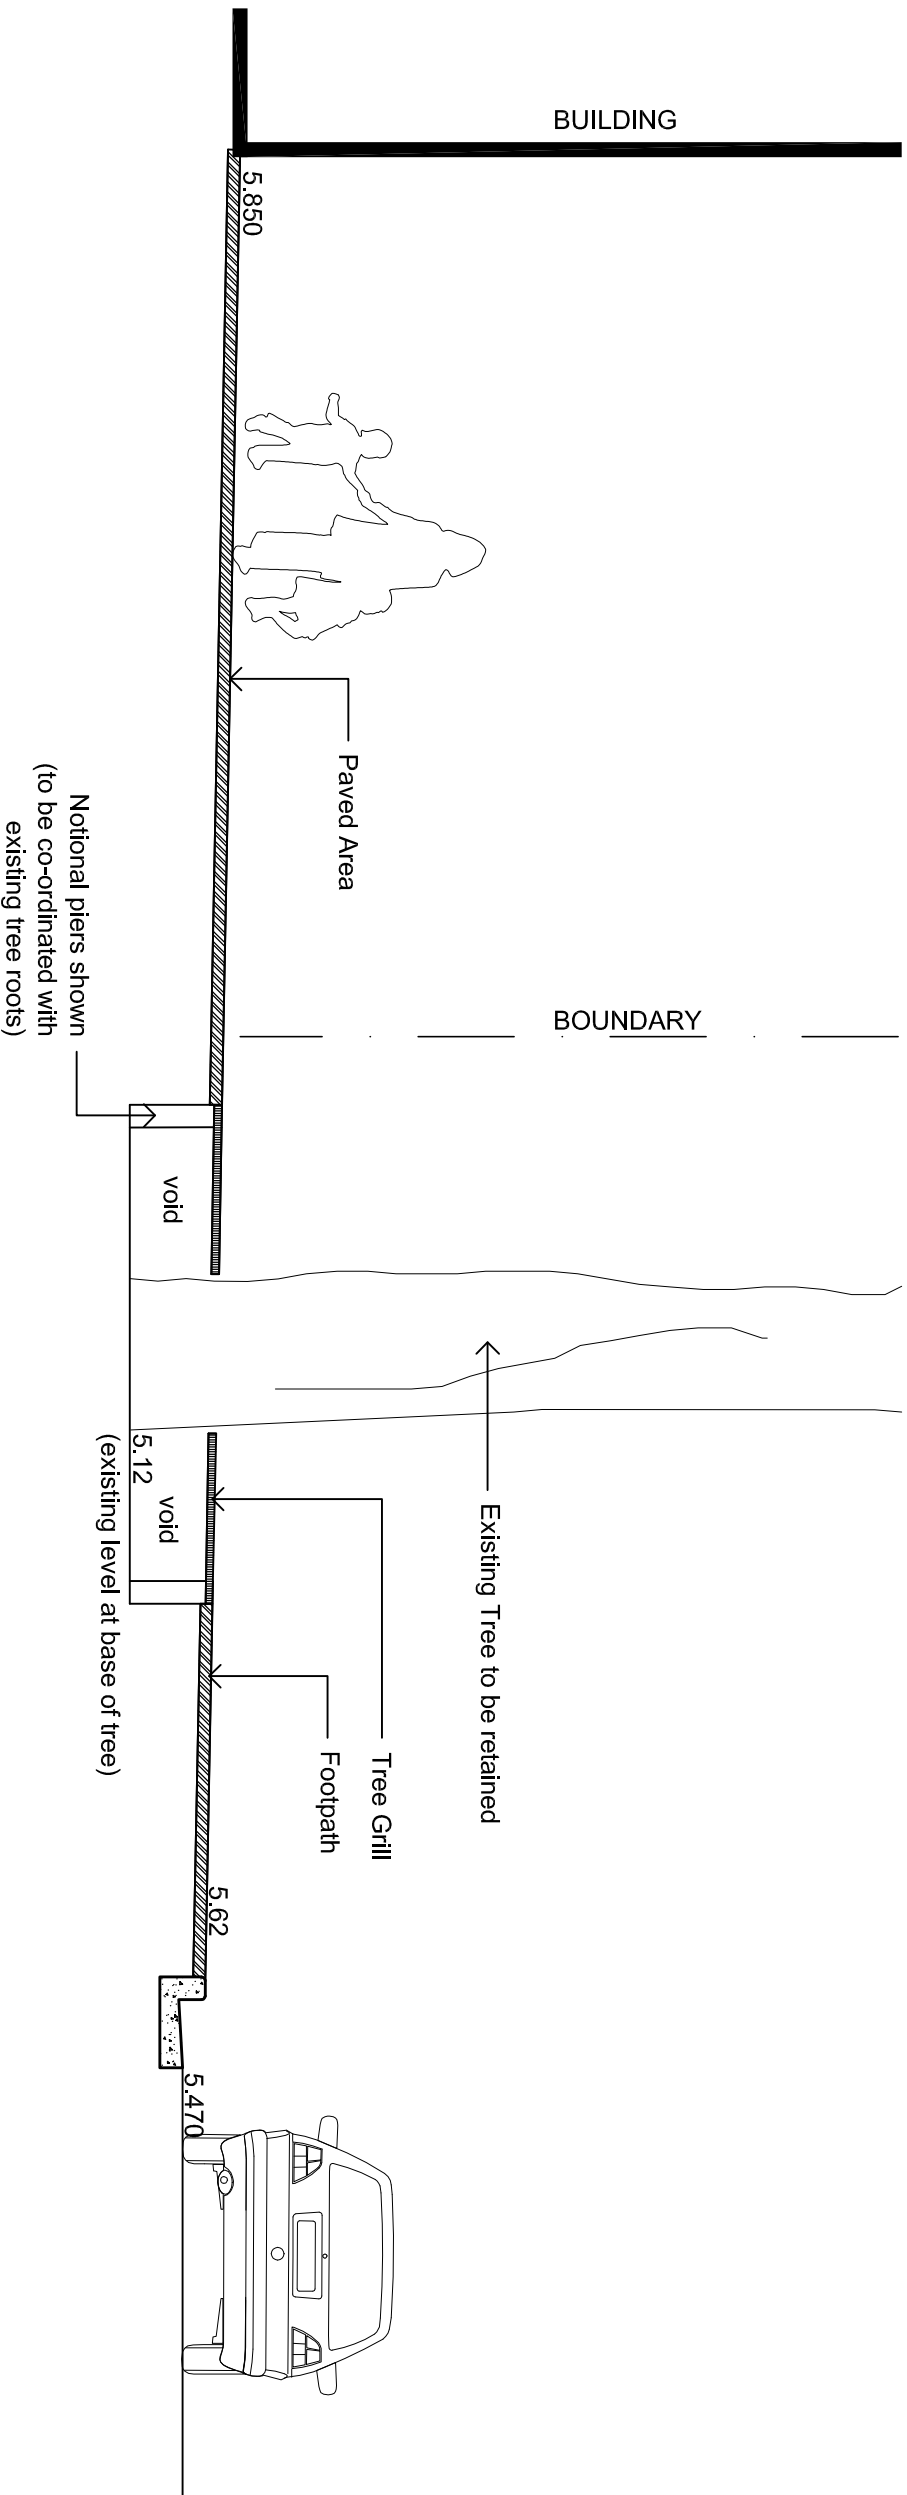 BUILDING
5.850
Paved Area
BOUNDARY
Notional piers shown
(to be co-ordinated with
existing tree roots)
void
Existing Tree to be retained
Tree Grill
Footpath
5.12
void
(existing level at base of tree)
5.62
5.470